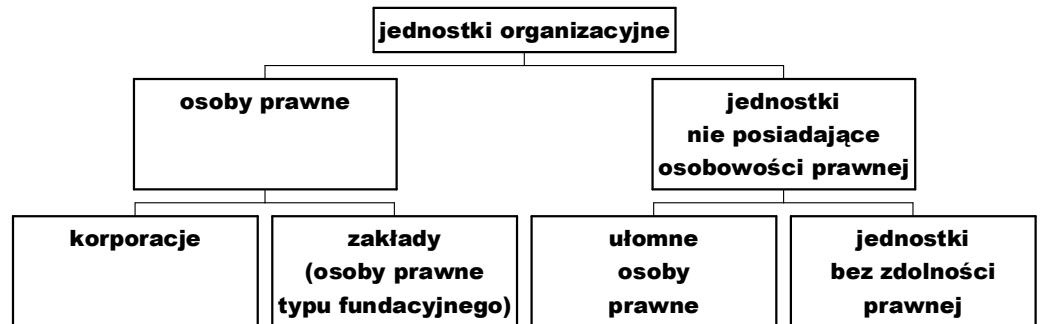 jednostki organizacyjne
osoby prawne
jednostki
nie posiadające
osobowości prawnej
korporacje
zakłady
(osoby prawne
typu fundacyjnego)
ułomne
osoby
prawne
jednostki
bez zdolności
prawnej